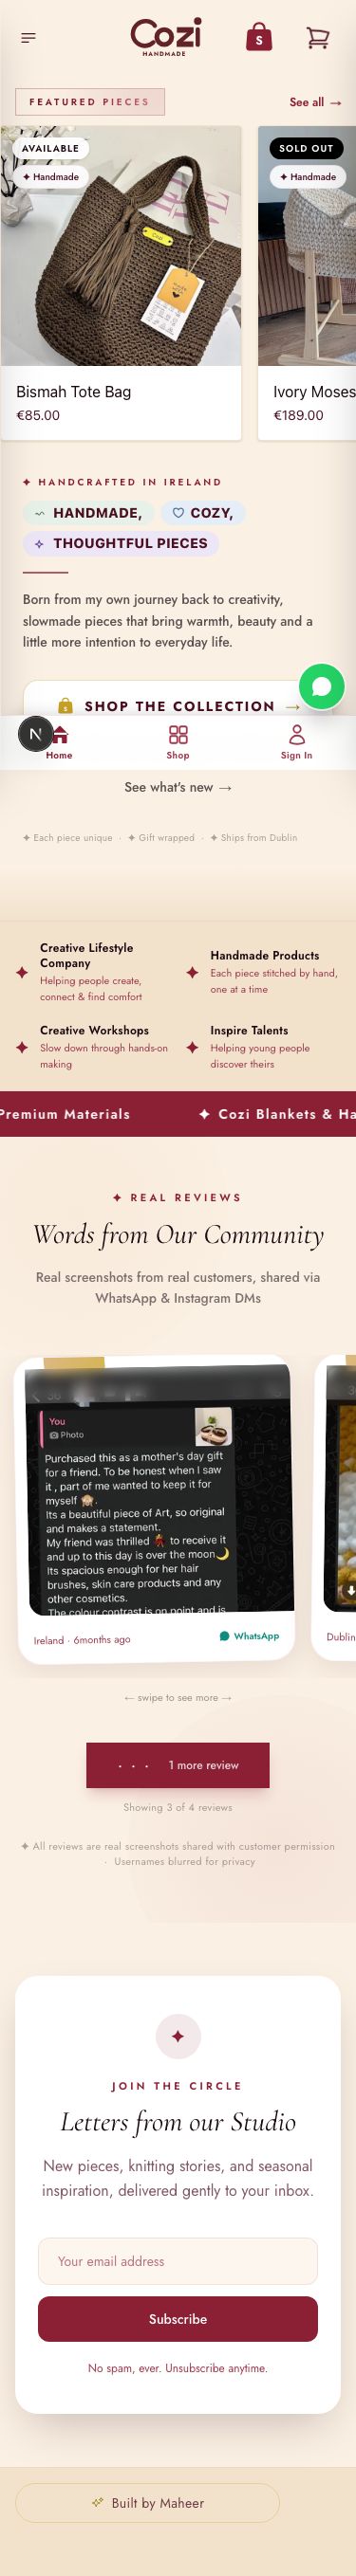 Cozi
HANDMADE
S
FEATURED PIECES
See all →
AVAILABLE
✦ Handmade
SOLD OUT
✦ Handmade
Bismah Tote Bag
€85.00
Ivory Moses
€189.00
✦ HANDCRAFTED IN IRELAND
HANDMADE,
COZY,
THOUGHTFUL PIECES
Born from my own journey back to creativity,
slowmade pieces that bring warmth, beauty and a
little more intention to everyday life.
SHOP THE COLLECTION →
N
Home
Shop
Sign In
See what's new →
✦ Each piece unique · ✦ Gift wrapped · ✦ Ships from Dublin
Creative Lifestyle
Company
Helping people create,
connect & find comfort
Handmade Products
Each piece stitched by hand,
one at a time
Creative Workshops
Slow down through hands-on
making
Inspire Talents
Helping young people
discover theirs
Premium Materials ✦ Cozi Blankets & Ha
✦ REAL REVIEWS
Words from Our Community
Real screenshots from real customers, shared via
WhatsApp & Instagram DMs
You
Photo
Purchased this as a mother's day gift
for a friend. To be honest when I saw
it , part of me wanted to keep it for
myself 🙈.
Its a beautiful piece of Art, so original
and makes a statement.
My friend was thrilled 💃 to receive it
and up to this day is over the moon🌙
Its spacious enough for her hair
brushes, skin care products and any
other cosmetics.
The colour contrast is on point and is
Ireland · 6months ago
WhatsApp
Dublin
← swipe to see more →
· · · 1 more review
Showing 3 of 4 reviews
✦ All reviews are real screenshots shared with customer permission
· Usernames blurred for privacy
✦
JOIN THE CIRCLE
Letters from our Studio
New pieces, knitting stories, and seasonal
inspiration, delivered gently to your inbox.
Your email address
Subscribe
No spam, ever. Unsubscribe anytime.
Built by Maheer